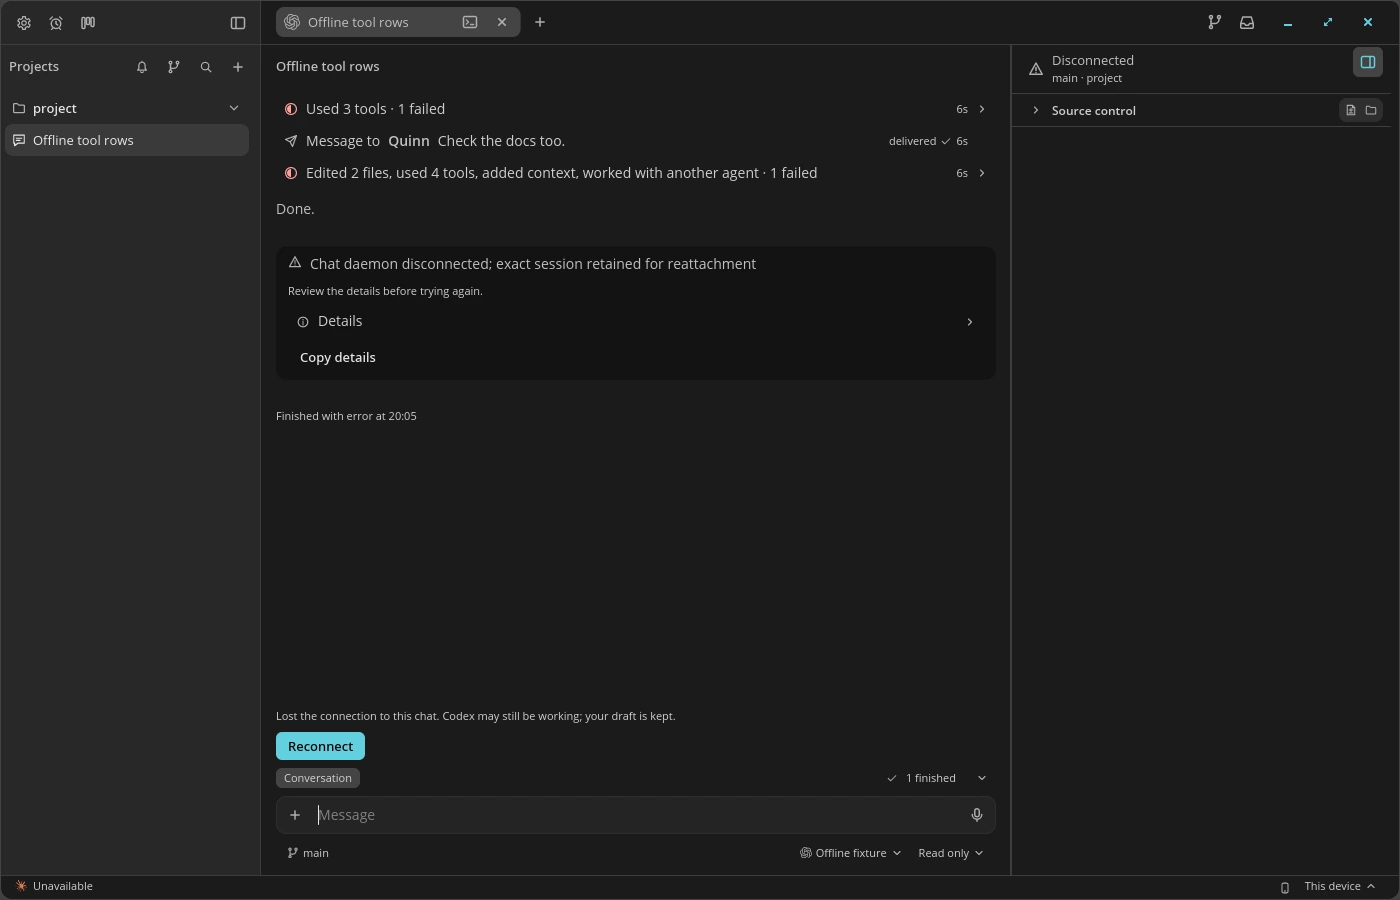 Offline tool rows
Projects
project
Offline tool rows
Offline tool rows
Used 3 tools · 1 failed 6s
Message to Quinn Check the docs too. delivered 6s
Edited 2 files, used 4 tools, added context, worked with another agent · 1 failed 6s
Done.
Chat daemon disconnected; exact session retained for reattachment
Review the details before trying again.
Details
Copy details
Finished with error at 20:05
Lost the connection to this chat. Codex may still be working; your draft is kept.
Reconnect
Conversation 1 finished
Message
main Offline fixture Read only
Disconnected
main · project
Source control
Unavailable This device